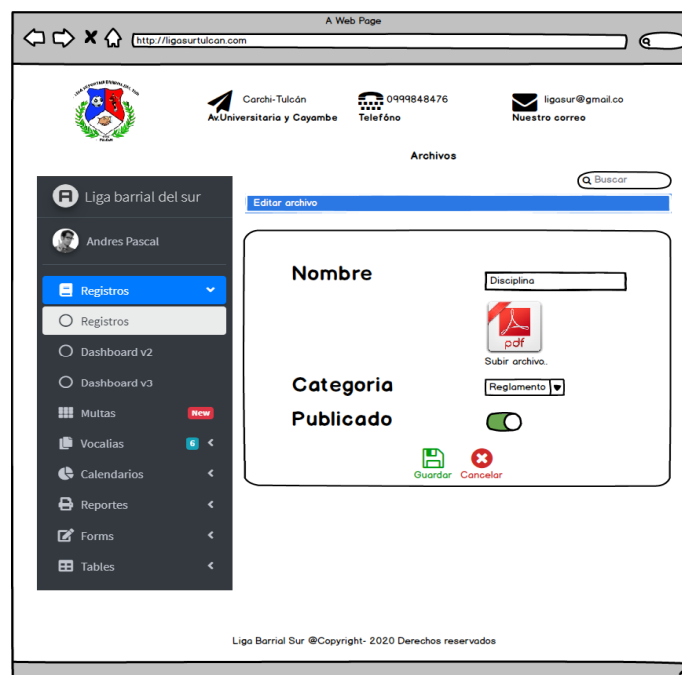 A Web Page
http://ligasurtulcan.com
Carchi-Tulcán
Av.Universitaria y Cayambe
0999848476
Telefóno
ligasur@gmail.co
Nuestro correo
Archivos
Buscar
Liga barrial del sur
Editar archivo
Andres Pascal
Registros
Registros
Dashboard v2
Dashboard v3
Multas New
Vocalias 6
Calendarios
Reportes
Forms
Tables
Nombre
Disciplina
pdf
Subir archivo..
Categoria
Reglamento
Publicado
Guardar Cancelar
Liga Barrial Sur @Copyright- 2020 Derechos reservados